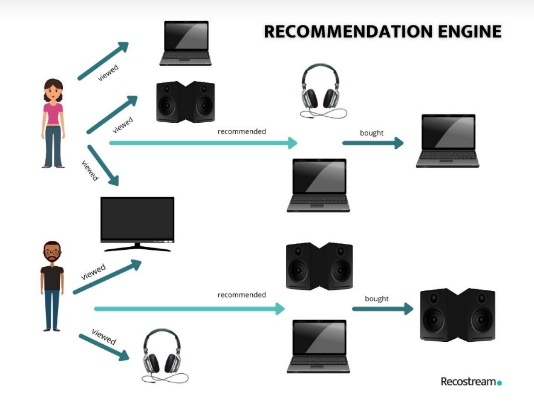 RECOMMENDATION ENGINE
viewed
viewed
recommended
bought
viewed
viewed
recommended
bought
viewed
Recostream.